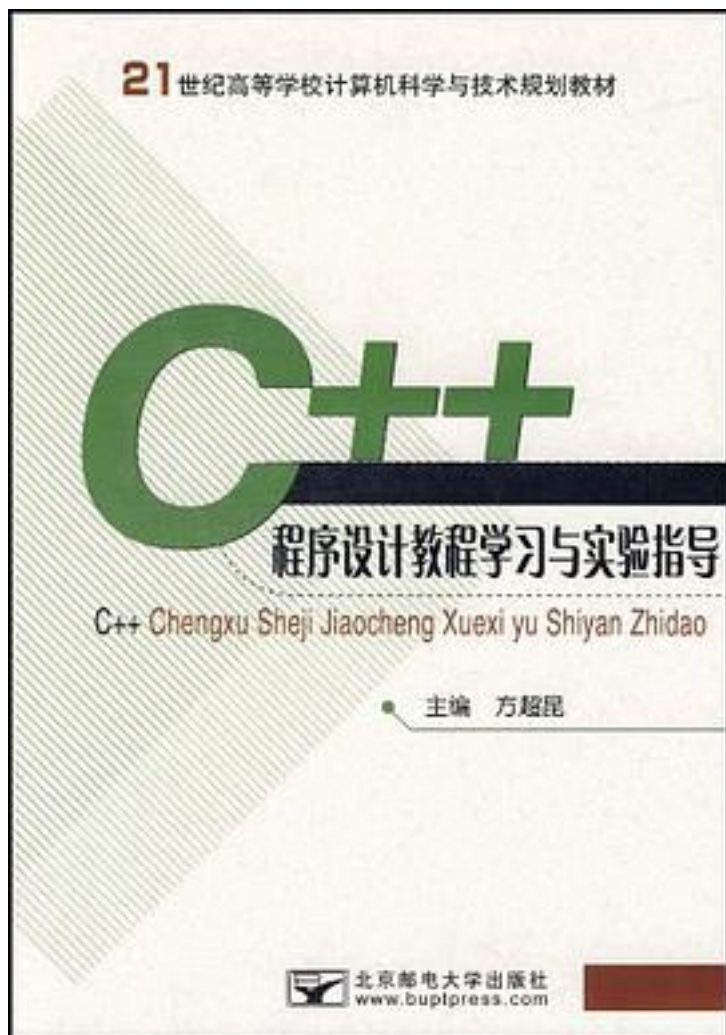 21世纪高等学校计算机科学与技术规划教材
C++
程序设计教程学习与实验指导
C++ Chengxu Sheji Jiaocheng Xuexi yu Shiyan Zhidao
主编 方超昆
北京邮电大学出版社
www.buptpress.com